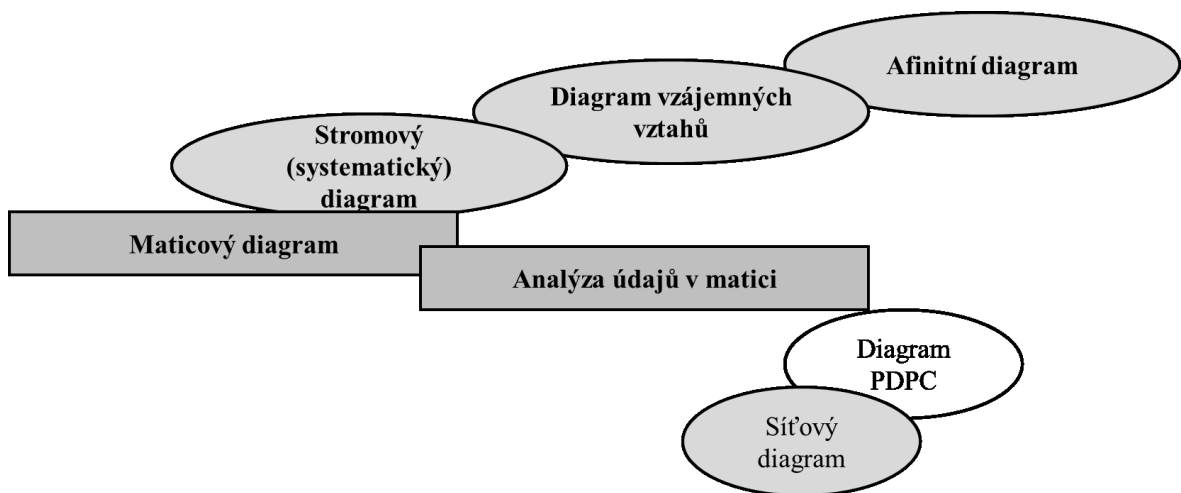 Afinitní diagram
Diagram vzájemných
vztahů
Stromový
(systematický)
diagram
Maticový diagram
Analýza údajů v matici
Diagram
PDPC
Síťový
diagram